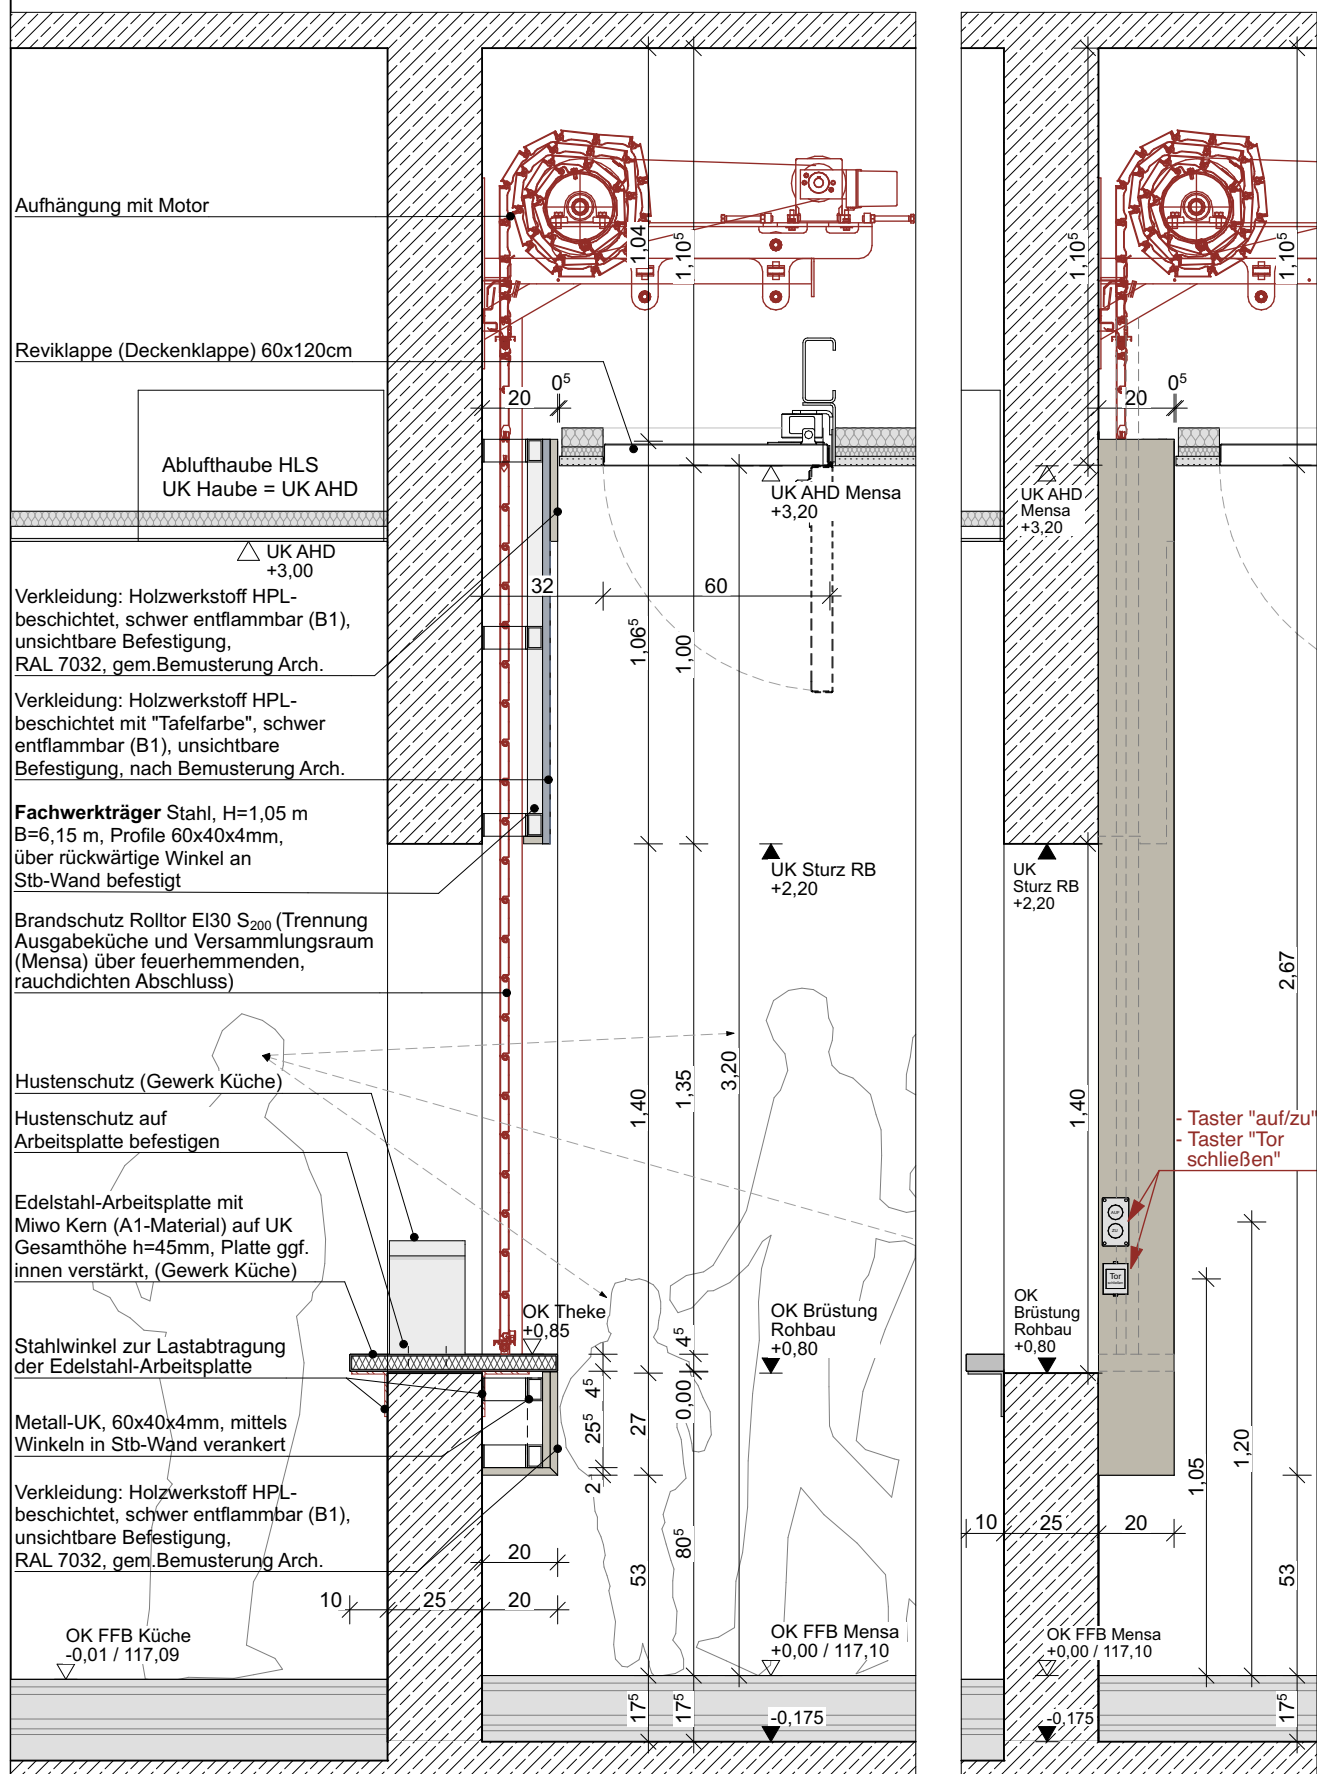 Aufhängung mit Motor
Reviklappe (Deckenklappe) 60x120cm
Ablufthaube HLS
UK Haube = UK AHD
UK AHD
+3,00
Verkleidung: Holzwerkstoff HPL-
beschichtet, schwer entflammbar (B1),
unsichtbare Befestigung,
RAL 7032, gem.Bemusterung Arch.
Verkleidung: Holzwerkstoff HPL-
beschichtet mit "Tafelfarbe", schwer
entflammbar (B1), unsichtbare
Befestigung, nach Bemusterung Arch.
Fachwerkträger Stahl, H=1,05 m
B=6,15 m, Profile 60x40x4mm,
über rückwärtige Winkel an
Stb-Wand befestigt
Brandschutz Rolltor EI30 S₂₀₀ (Trennung
Ausgabeküche und Versammlungsraum
(Mensa) über feuerhemmenden,
rauchdichten Abschluss)
Hustenschutz (Gewerk Küche)
Hustenschutz auf
Arbeitsplatte befestigen
Edelstahl-Arbeitsplatte mit
Miwo Kern (A1-Material) auf UK
Gesamthöhe h=45mm, Platte ggf.
innen verstärkt, (Gewerk Küche)
Stahlwinkel zur Lastabtragung
der Edelstahl-Arbeitsplatte
Metall-UK, 60x40x4mm, mittels
Winkeln in Stb-Wand verankert
Verkleidung: Holzwerkstoff HPL-
beschichtet, schwer entflammbar (B1),
unsichtbare Befestigung,
RAL 7032, gem.Bemusterung Arch.
OK FFB Küche
-0,01 / 117,09
1,04
1,10⁵
20
0⁵
UK AHD Mensa
+3,20
32
60
1,06⁵
1,00
UK Sturz RB
+2,20
1,40
1,35
3,20
OK Theke
+0,85
OK Brüstung
Rohbau
+0,80
4⁵
4⁵
0,00
25⁵
27
2
80⁵
53
20
10
25
20
OK FFB Mensa
+0,00 / 117,10
17⁵
17⁵
-0,175
1,10⁵
1,10⁵
20
0⁵
UK AHD
Mensa
+3,20
UK
Sturz RB
+2,20
2,67
1,40
- Taster "auf/zu"
- Taster "Tor
schließen"
AUF
ZU
Tor
schließen
OK
Brüstung
Rohbau
+0,80
1,05
1,20
10
25
20
53
OK FFB Mensa
+0,00 / 117,10
-0,175
17⁵